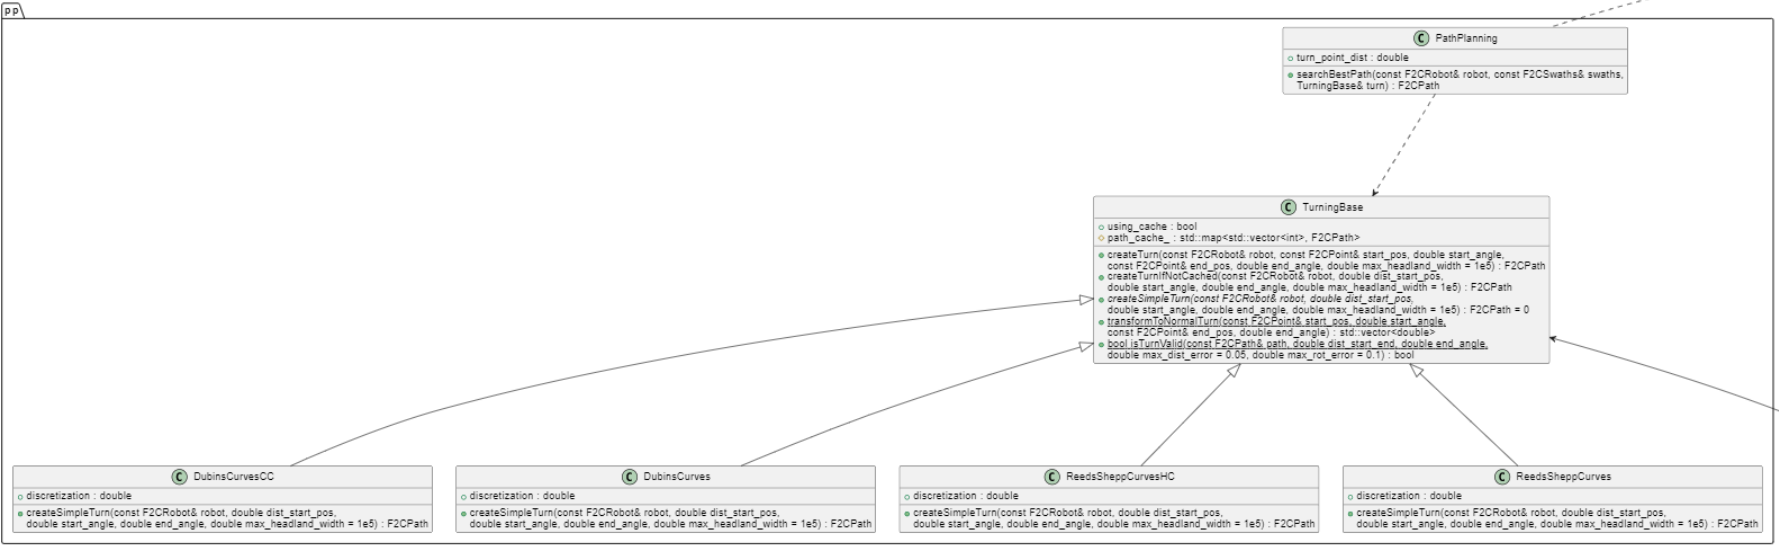 pp
C PathPlanning
turn_point_dist : double
searchBestPath(const F2CRobot& robot, const F2CSwaths& swaths,
TurningBase& turn) : F2CPath
C TurningBase
using_cache : bool
path_cache_ : std::map<std::vector<int>, F2CPath>
createTurn(const F2CRobot& robot, const F2CPoint& start_pos, double start_angle,
const F2CPoint& end_pos, double end_angle, double max_headland_width = 1e5) : F2CPath
createTurnIfNotCached(const F2CRobot& robot, double dist_start_pos,
double start_angle, double end_angle, double max_headland_width = 1e5) : F2CPath
createSimpleTurn(const F2CRobot& robot, double dist_start_pos,
double start_angle, double end_angle, double max_headland_width = 1e5) : F2CPath = 0
transformToNormalTurn(const F2CPoint& start_pos, double start_angle,
const F2CPoint& end_pos, double end_angle) : std::vector<double>
bool isTurnValid(const F2CPath& path, double dist_start_end, double end_angle,
double max_dist_error = 0.05, double max_rot_error = 0.1) : bool
C DubinsCurvesCC
discretization : double
createSimpleTurn(const F2CRobot& robot, double dist_start_pos,
double start_angle, double end_angle, double max_headland_width = 1e5) : F2CPath
C DubinsCurves
discretization : double
createSimpleTurn(const F2CRobot& robot, double dist_start_pos,
double start_angle, double end_angle, double max_headland_width = 1e5) : F2CPath
C ReedsSheppCurvesHC
discretization : double
createSimpleTurn(const F2CRobot& robot, double dist_start_pos,
double start_angle, double end_angle, double max_headland_width = 1e5) : F2CPath
C ReedsSheppCurves
discretization : double
createSimpleTurn(const F2CRobot& robot, double dist_start_pos,
double start_angle, double end_angle, double max_headland_width = 1e5) : F2CPath